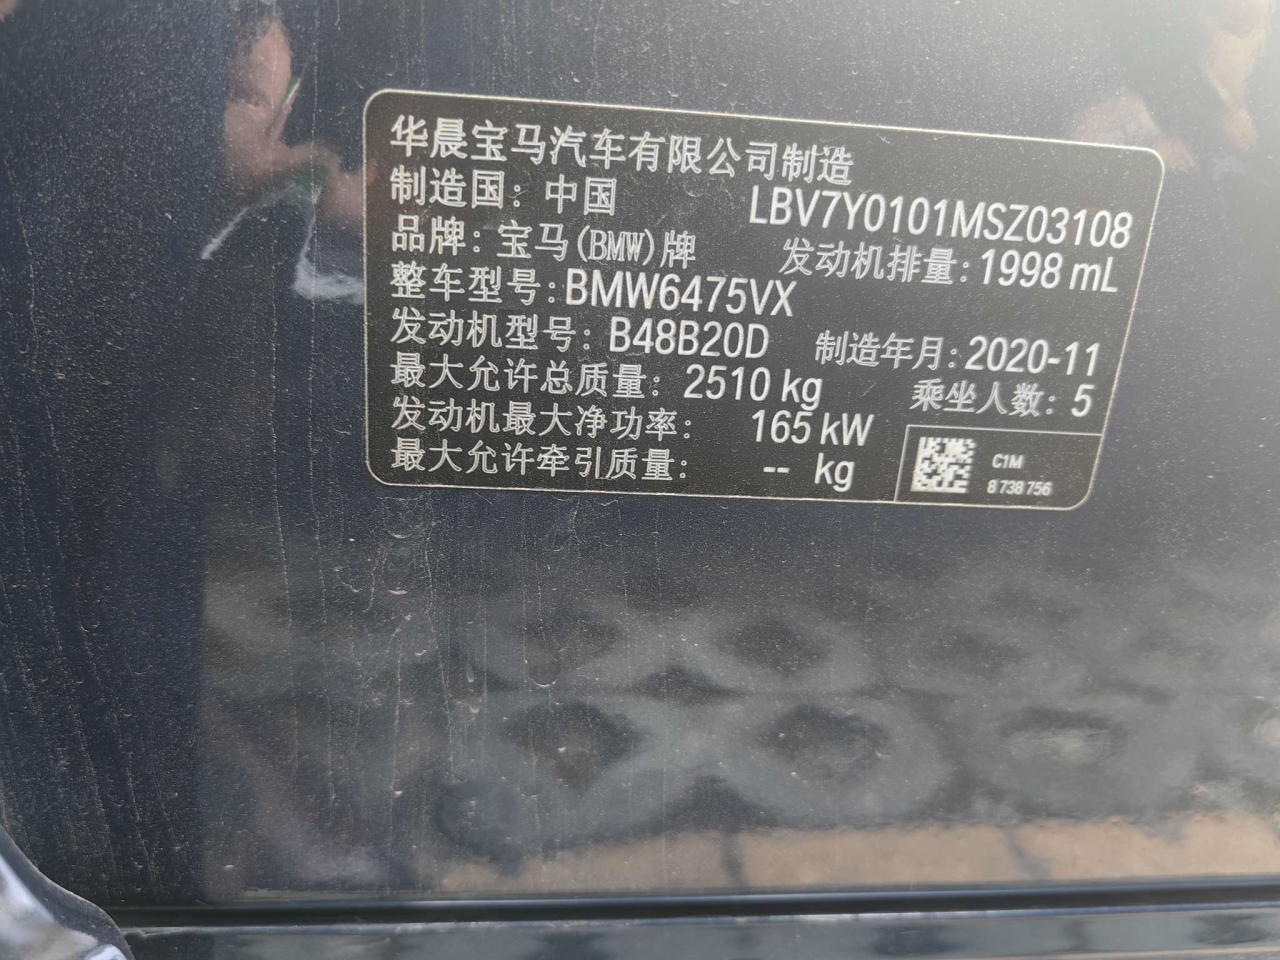 华晨宝马汽车有限公司制造
制造国：中国
LBV7Y0101MSZ03108
品牌：宝马(BMW)牌
发动机排量：1998 mL
整车型号：BMW6475VX
发动机型号：B48B20D
制造年月：2020-11
最大允许总质量：2510 kg
乘坐人数：5
发动机最大净功率：165 kW
最大允许牵引质量：-- kg
C1M
8 738 756